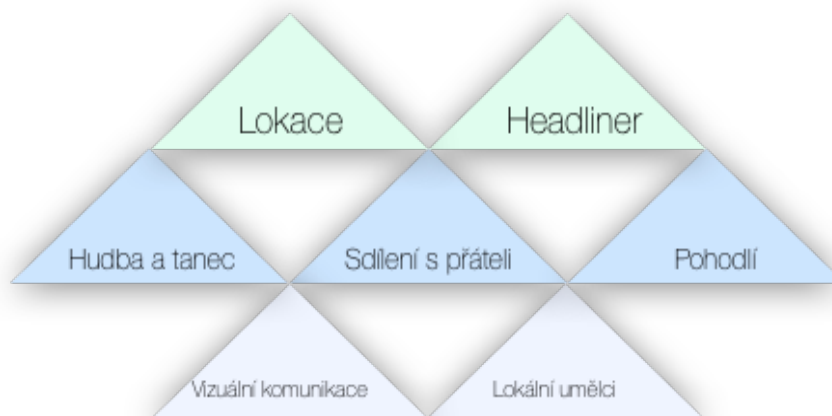 Lokace
Headliner
Hudba a tanec
Sdílení s přáteli
Pohodlí
Vizuální komunikace
Lokální umělci